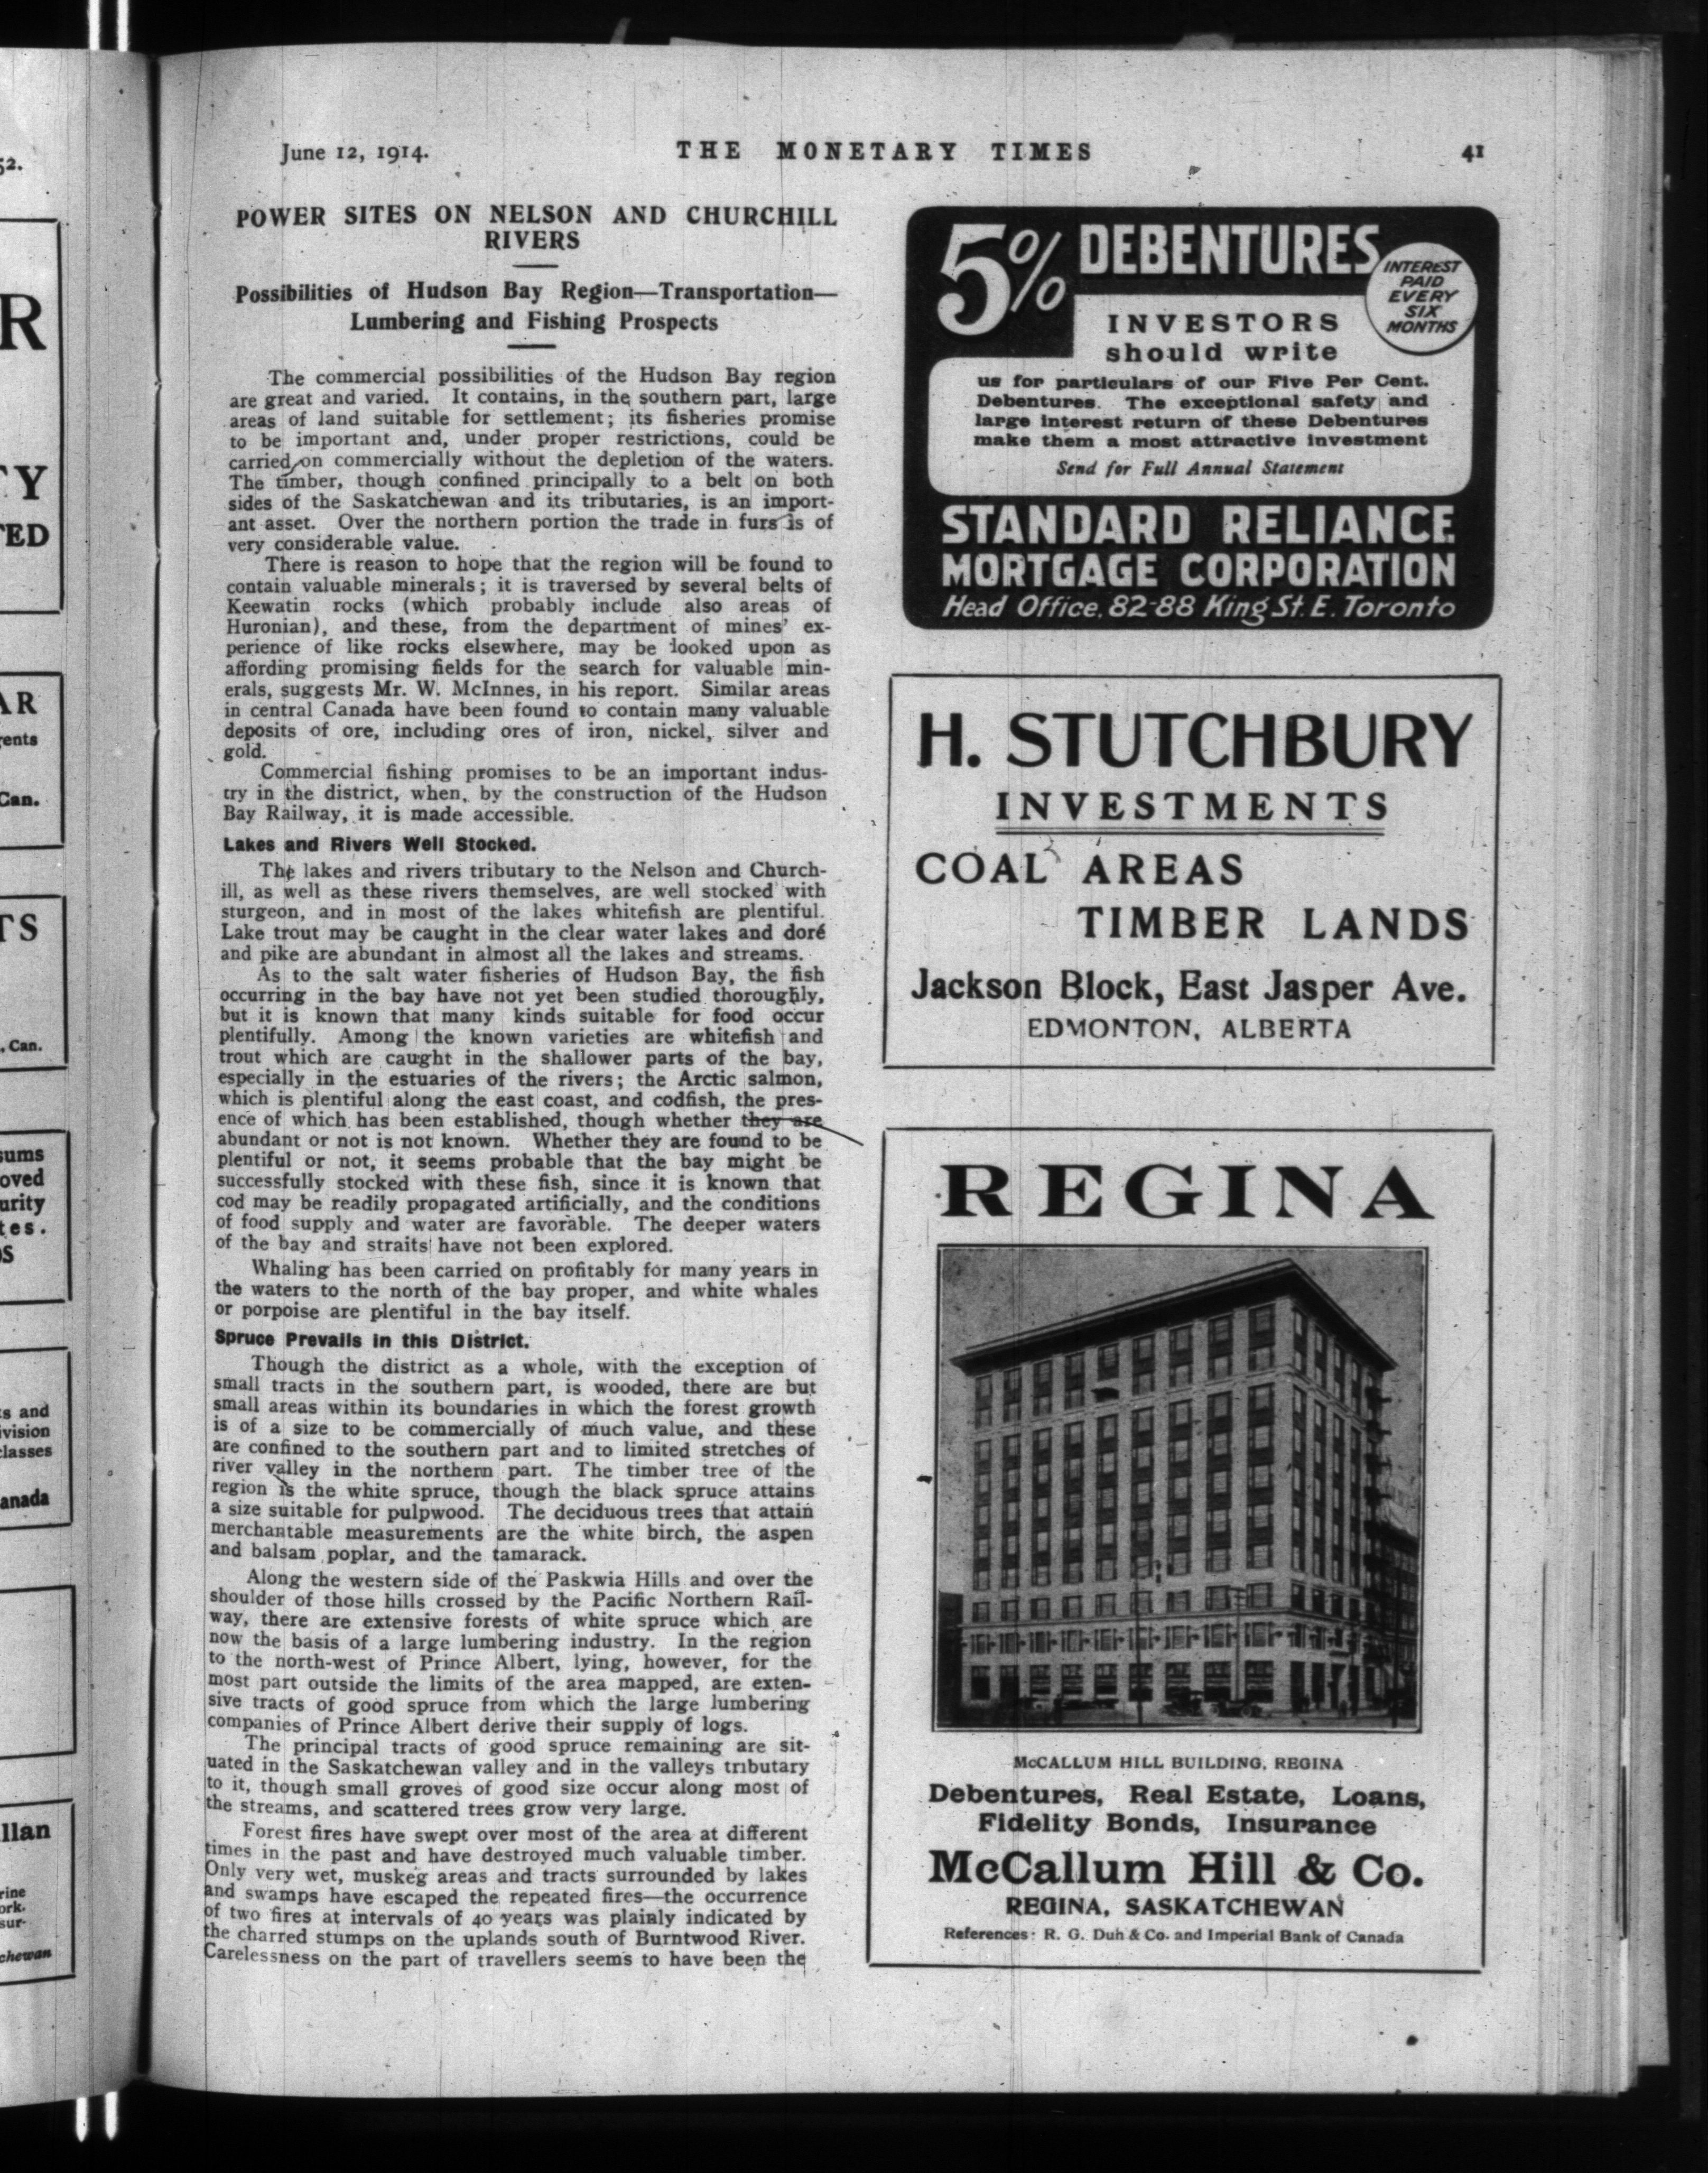 June 12, 1914.
THE MONETARY TIMES
41
POWER SITES ON NELSON AND CHURCHILL
RIVERS
Possibilities of Hudson Bay Region—Transportation—
Lumbering and Fishing Prospects
The commercial possibilities of the Hudson Bay region
are great and varied. It contains, in the southern part, large
areas of land suitable for settlement; its fisheries promise
to be important and, under proper restrictions, could be
carried on commercially without the depletion of the waters.
The timber, though confined principally to a belt on both
sides of the Saskatchewan and its tributaries, is an import-
ant asset. Over the northern portion the trade in furs is of
very considerable value.
There is reason to hope that the region will be found to
contain valuable minerals; it is traversed by several belts of
Keewatin rocks (which probably include also areas of
Huronian), and these, from the department of mines' ex-
perience of like rocks elsewhere, may be looked upon as
affording promising fields for the search for valuable min-
erals, suggests Mr. W. McInnes, in his report. Similar areas
in central Canada have been found to contain many valuable
deposits of ore, including ores of iron, nickel, silver and
gold.
Commercial fishing promises to be an important indus-
try in the district, when, by the construction of the Hudson
Bay Railway, it is made accessible.
Lakes and Rivers Well Stocked.
The lakes and rivers tributary to the Nelson and Church-
ill, as well as these rivers themselves, are well stocked with
sturgeon, and in most of the lakes whitefish are plentiful.
Lake trout may be caught in the clear water lakes and doré
and pike are abundant in almost all the lakes and streams.
As to the salt water fisheries of Hudson Bay, the fish
occurring in the bay have not yet been studied thoroughly,
but it is known that many kinds suitable for food occur
plentifully. Among the known varieties are whitefish and
trout which are caught in the shallower parts of the bay,
especially in the estuaries of the rivers; the Arctic salmon,
which is plentiful along the east coast, and codfish, the pres-
ence of which has been established, though whether they are
abundant or not is not known. Whether they are found to be
plentiful or not, it seems probable that the bay might be
successfully stocked with these fish, since it is known that
cod may be readily propagated artificially, and the conditions
of food supply and water are favorable. The deeper waters
of the bay and straits have not been explored.
Whaling has been carried on profitably for many years in
the waters to the north of the bay proper, and white whales
or porpoise are plentiful in the bay itself.
Spruce Prevails in this District.
Though the district as a whole, with the exception of
small tracts in the southern part, is wooded, there are but
small areas within its boundaries in which the forest growth
is of a size to be commercially of much value, and these
are confined to the southern part and to limited stretches of
river valley in the northern part. The timber tree of the
region is the white spruce, though the black spruce attains
a size suitable for pulpwood. The deciduous trees that attain
merchantable measurements are the white birch, the aspen
and balsam poplar, and the tamarack.
Along the western side of the Paskwia Hills and over the
shoulder of those hills crossed by the Pacific Northern Rail-
way, there are extensive forests of white spruce which are
now the basis of a large lumbering industry. In the region
to the north-west of Prince Albert, lying, however, for the
most part outside the limits of the area mapped, are exten-
sive tracts of good spruce from which the large lumbering
companies of Prince Albert derive their supply of logs.
The principal tracts of good spruce remaining are sit-
uated in the Saskatchewan valley and in the valleys tributary
to it, though small groves of good size occur along most of
the streams, and scattered trees grow very large.
Forest fires have swept over most of the area at different
times in the past and have destroyed much valuable timber.
Only very wet, muskeg areas and tracts surrounded by lakes
and swamps have escaped the repeated fires—the occurrence
of two fires at intervals of 40 years was plainly indicated by
the charred stumps on the uplands south of Burntwood River.
Carelessness on the part of travellers seems to have been the
5% DEBENTURES
INTEREST
PAID
EVERY
SIX
MONTHS
INVESTORS
should write
us for particulars of our Five Per Cent.
Debentures. The exceptional safety and
large interest return of these Debentures
make them a most attractive investment
Send for Full Annual Statement
STANDARD RELIANCE
MORTGAGE CORPORATION
Head Office, 82-88 King St. E. Toronto
H. STUTCHBURY
INVESTMENTS
COAL AREAS
TIMBER LANDS
Jackson Block, East Jasper Ave.
EDMONTON, ALBERTA
REGINA
McCALLUM HILL BUILDING, REGINA
Debentures, Real Estate, Loans,
Fidelity Bonds, Insurance
McCallum Hill & Co.
REGINA, SASKATCHEWAN
References: R. G. Duh & Co. and Imperial Bank of Canada
52.
R
TY
TED
AR
Can.
TS
, Can.
tes.
s and
anada
llan